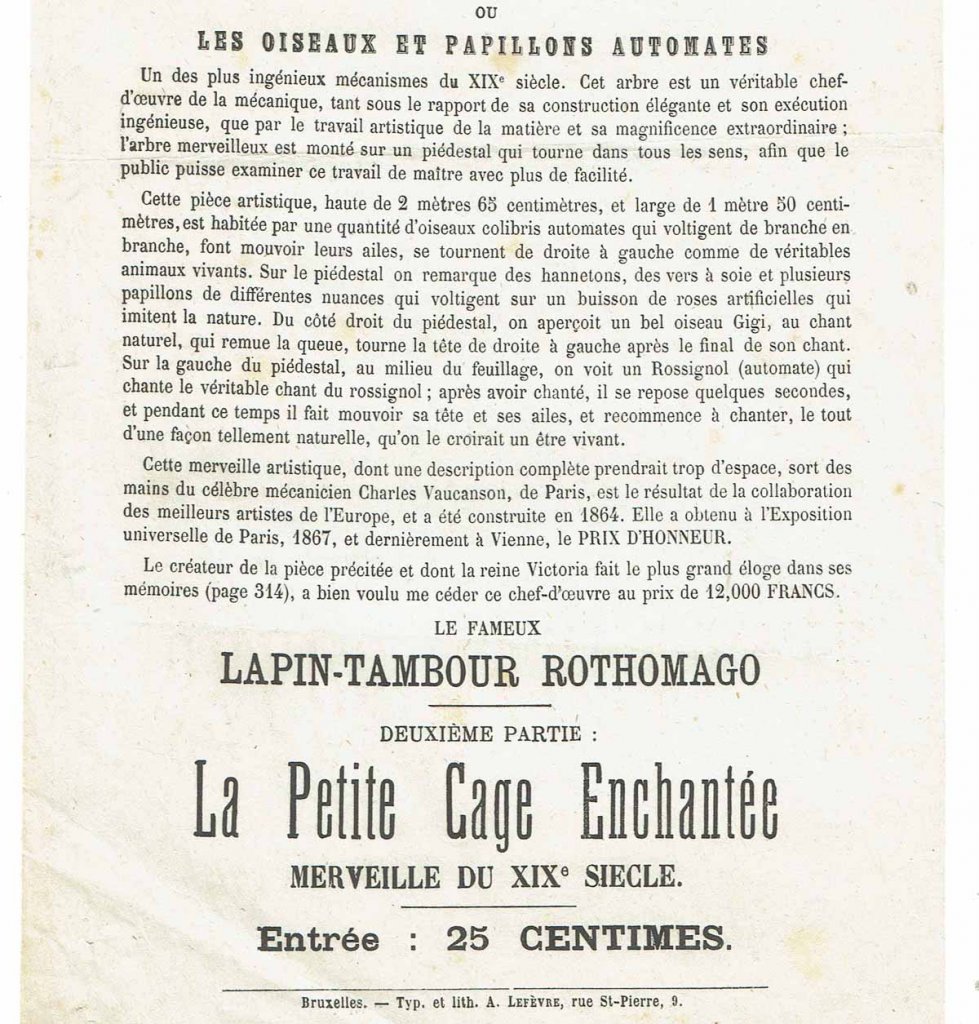 OU
LES OISEAUX ET PAPILLONS AUTOMATES
Un des plus ingénieux mécanismes du XIXe siècle. Cet arbre est un véritable chef-
d'œuvre de la mécanique, tant sous le rapport de sa construction élégante et son exécution
ingénieuse, que par le travail artistique de la matière et sa magnificence extraordinaire ;
l'arbre merveilleux est monté sur un piédestal qui tourne dans tous les sens, afin que le
public puisse examiner ce travail de maître avec plus de facilité.
Cette pièce artistique, haute de 2 mètres 65 centimètres, et large de 1 mètre 50 centi-
mètres, est habitée par une quantité d'oiseaux colibris automates qui voltigent de branche en
branche, font mouvoir leurs ailes, se tournent de droite à gauche comme de véritables
animaux vivants. Sur le piédestal on remarque des hannetons, des vers à soie et plusieurs
papillons de différentes nuances qui voltigent sur un buisson de roses artificielles qui
imitent la nature. Du côté droit du piédestal, on aperçoit un bel oiseau Gigi, au chant
naturel, qui remue la queue, tourne la tête de droite à gauche après le final de son chant.
Sur la gauche du piédestal, au milieu du feuillage, on voit un Rossignol (automate) qui
chante le véritable chant du rossignol ; après avoir chanté, il se repose quelques secondes,
et pendant ce temps il fait mouvoir sa tête et ses ailes, et recommence à chanter, le tout
d'une façon tellement naturelle, qu'on le croirait un être vivant.
Cette merveille artistique, dont une description complète prendrait trop d'espace, sort des
mains du célèbre mécanicien Charles Vaucanson, de Paris, est le résultat de la collaboration
des meilleurs artistes de l'Europe, et a été construite en 1864. Elle a obtenu à l'Exposition
universelle de Paris, 1867, et dernièrement à Vienne, le PRIX D'HONNEUR.
Le créateur de la pièce précitée et dont la reine Victoria fait le plus grand éloge dans ses
mémoires (page 314), a bien voulu me céder ce chef-d'œuvre au prix de 12,000 FRANCS.
LE FAMEUX
LAPIN-TAMBOUR ROTHOMAGO
DEUXIÈME PARTIE :
La Petite Cage Enchantée
MERVEILLE DU XIXe SIECLE.
Entrée : 25 CENTIMES.
Bruxelles. — Typ. et lith. A. LEFÈVRE, rue St-Pierre, 9.